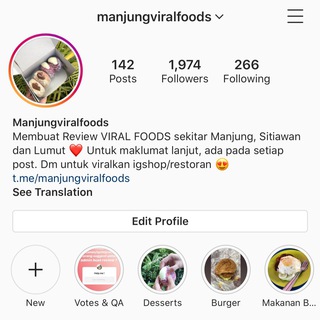 manjungviralfoods
142 1,974 266
Posts Followers Following
Manjungviralfoods
Membuat Review VIRAL FOODS sekitar Manjung, Sitiawan
dan Lumut ❤️ Untuk maklumat lanjut, ada pada setiap
post. Dm untuk viralkan igshop/restoran 😍
t.me/manjungviralfoods
See Translation
Edit Profile
New Votes & QA Desserts Burger Makanan B...